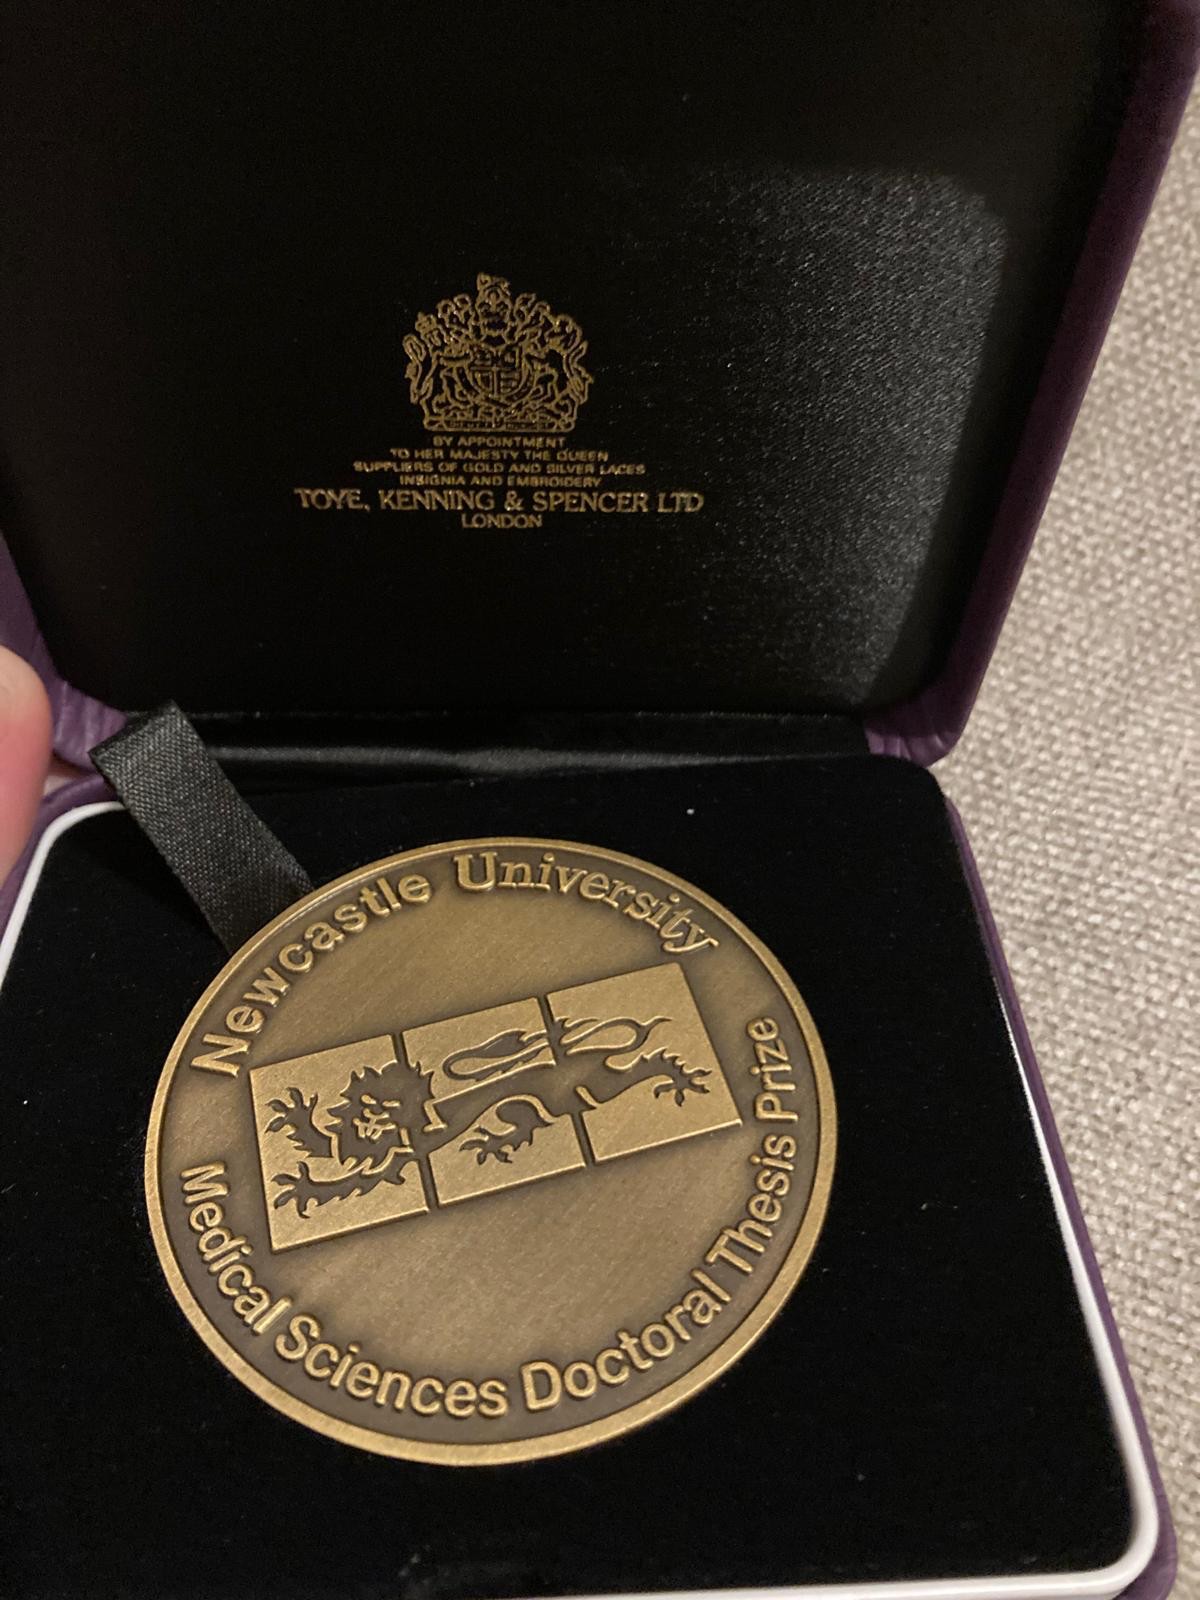 BY APPOINTMENT
TO HER MAJESTY THE QUEEN
SUPPLIERS OF GOLD AND SILVER LACES
INSIGNIA AND EMBROIDERY
TOYE, KENNING & SPENCER LTD
LONDON
Newcastle University
Medical Sciences Doctoral Thesis Prize